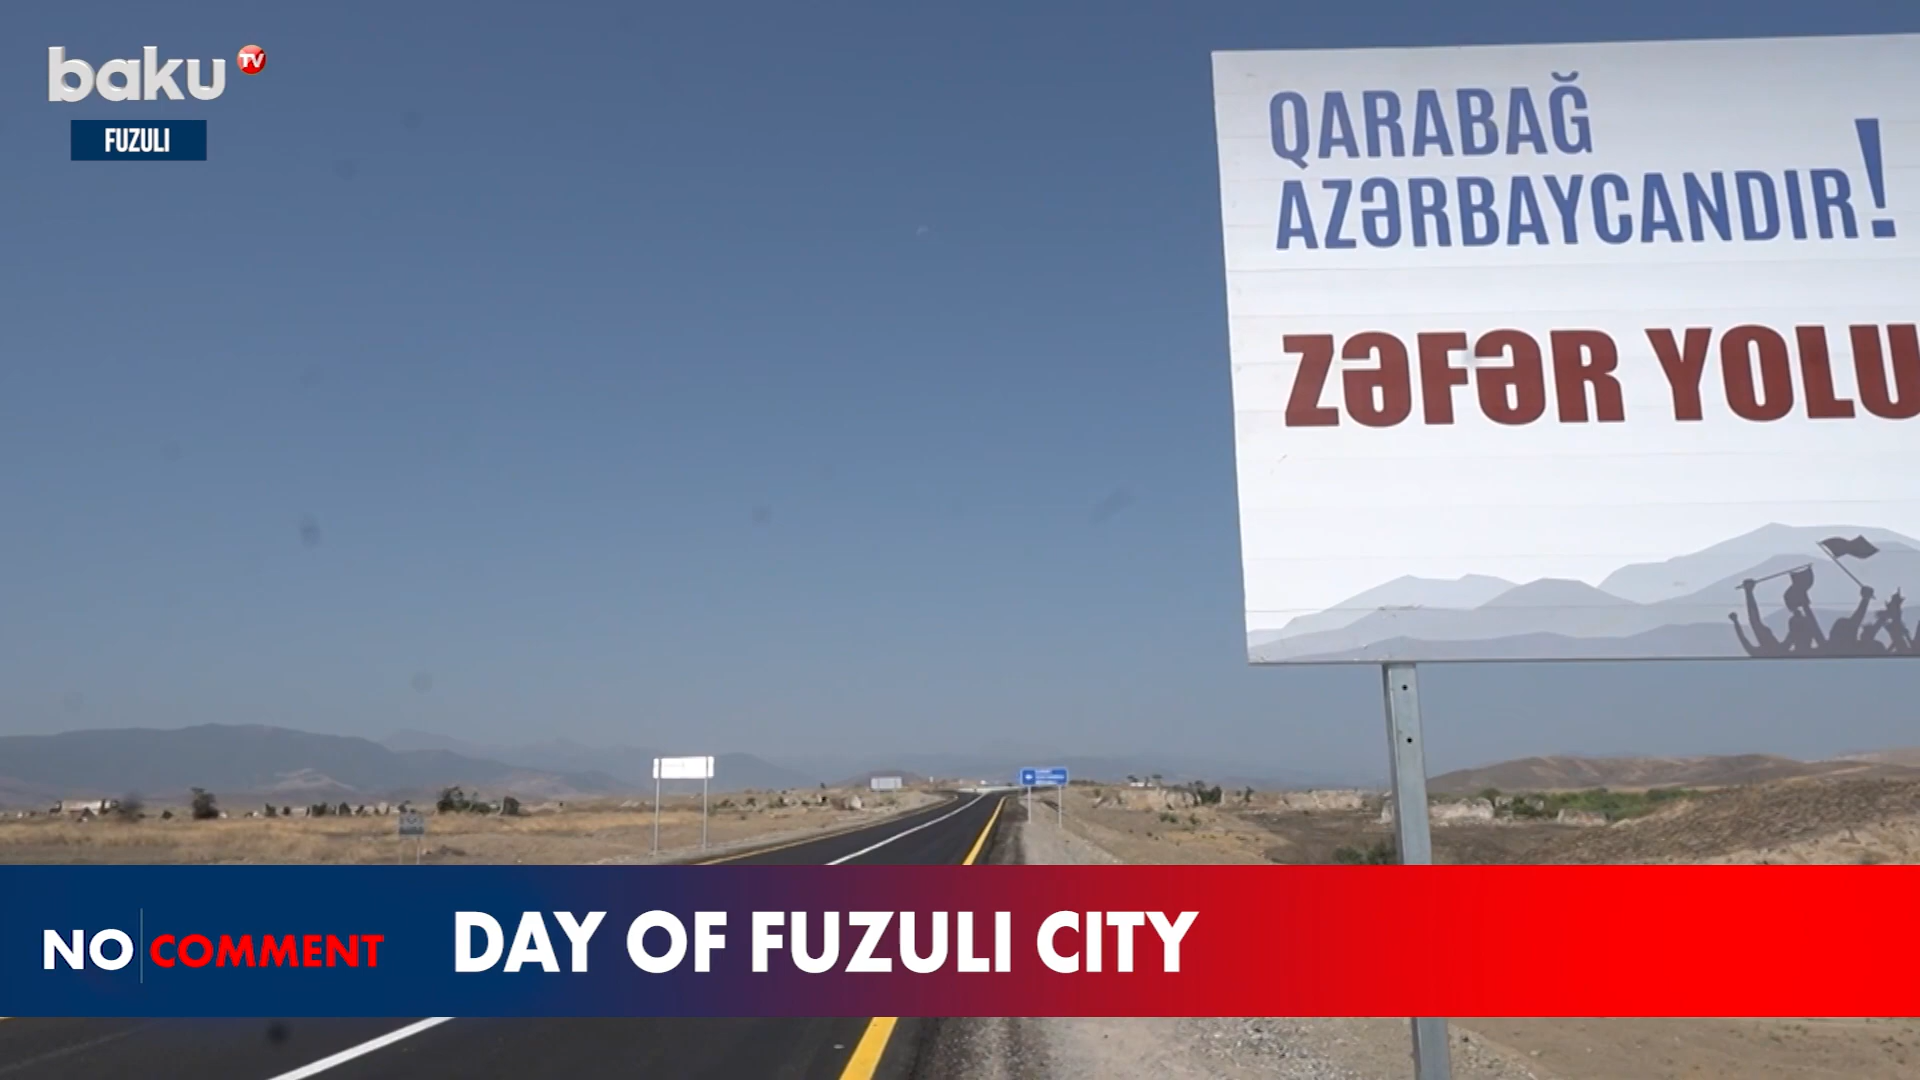 baku TV
FUZULI
QARABAĞ
AZƏRBAYCANDIR!
ZƏFƏR YOLU
NO COMMENT
DAY OF FUZULI CITY